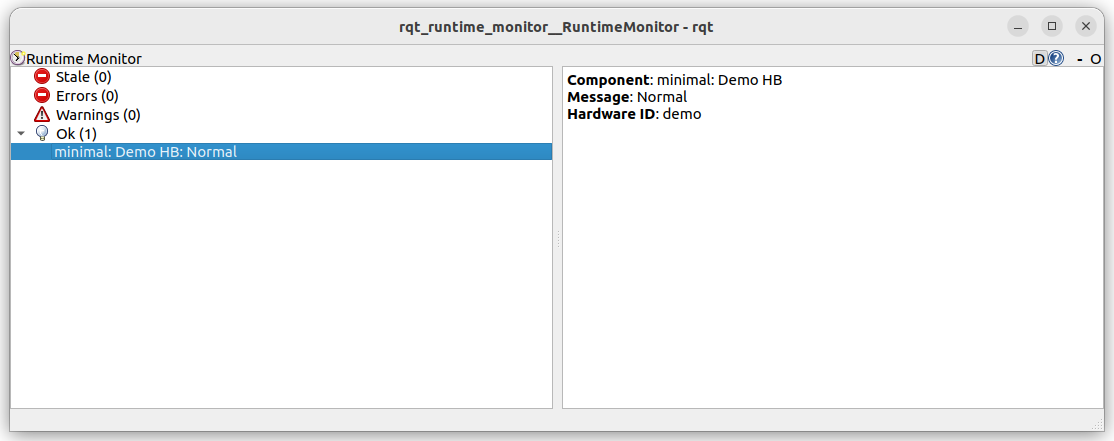 rqt_runtime_monitor__RuntimeMonitor - rqt
Runtime Monitor
D ? - O
Stale (0)
Errors (0)
Warnings (0)
Ok (1)
minimal: Demo HB: Normal
Component: minimal: Demo HB
Message: Normal
Hardware ID: demo